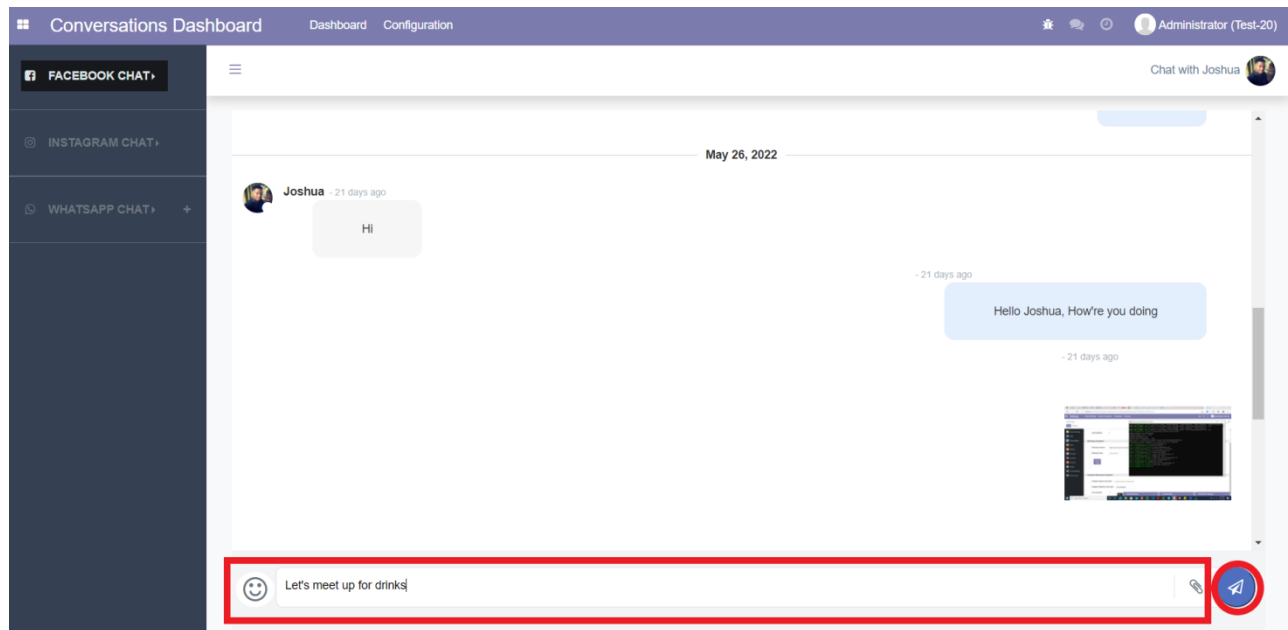 Conversations Dashboard Dashboard Configuration Administrator (Test-20)
FACEBOOK CHAT
Chat with Joshua
INSTAGRAM CHAT
WHATSAPP CHAT +
May 26, 2022
Joshua - 21 days ago
Hi
- 21 days ago
Hello Joshua, How're you doing
- 21 days ago
Let's meet up for drinks